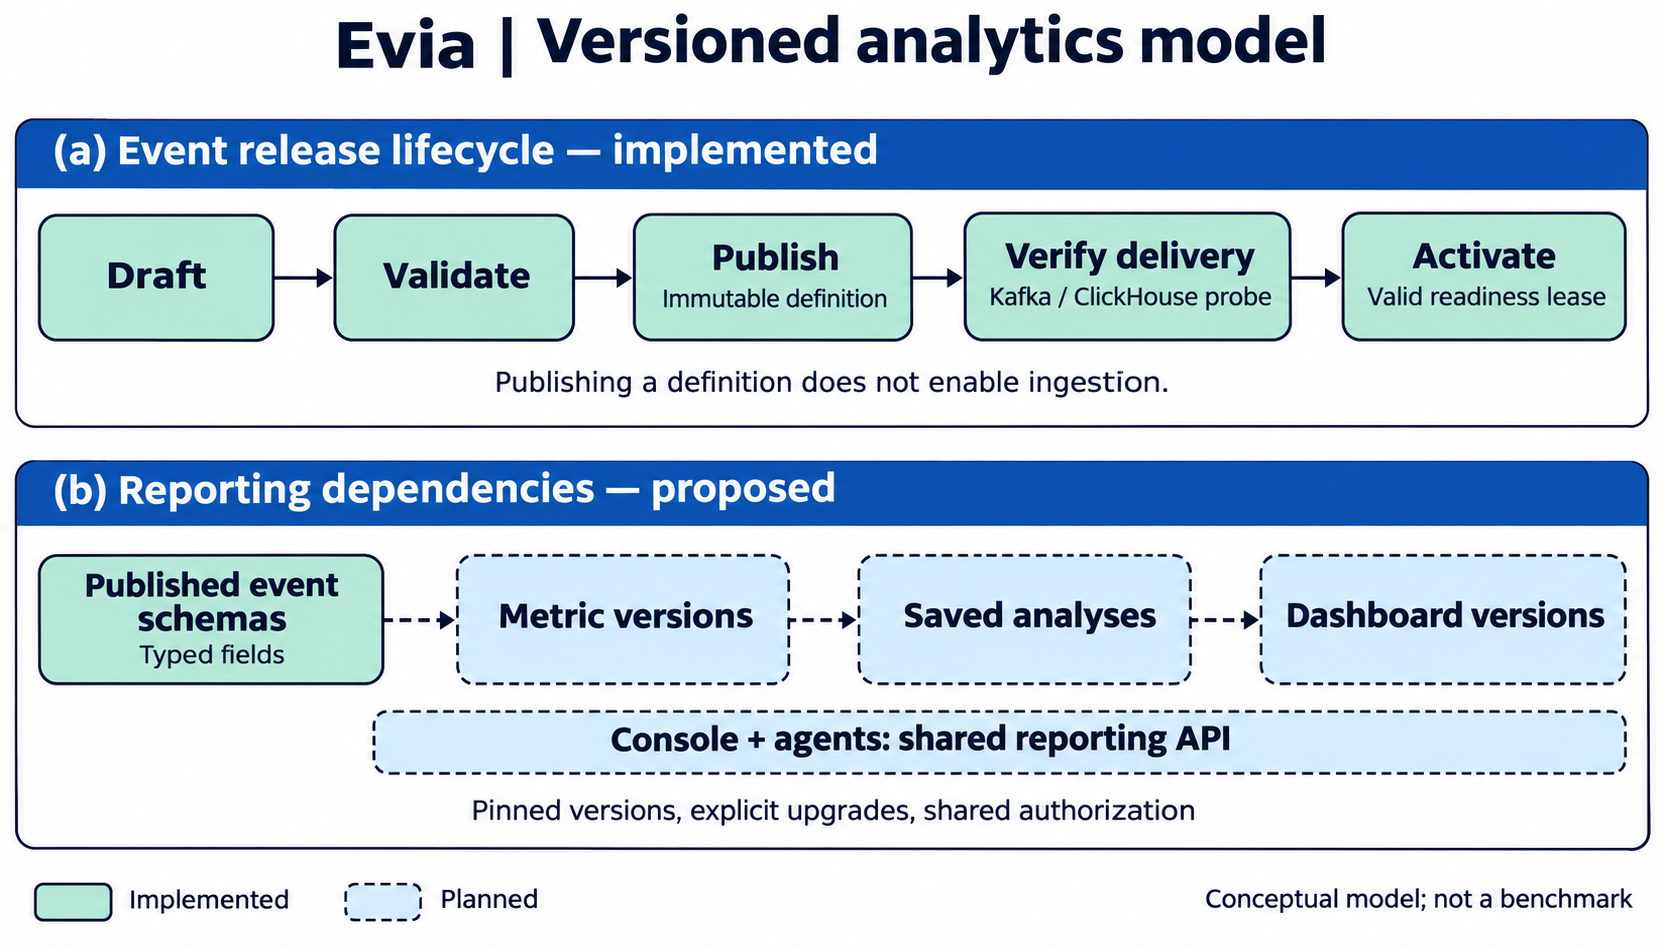 Evia | Versioned analytics model
(a) Event release lifecycle — implemented
Draft
Validate
Publish
Immutable definition
Verify delivery
Kafka / ClickHouse probe
Activate
Valid readiness lease
Publishing a definition does not enable ingestion.
(b) Reporting dependencies — proposed
Published event
schemas
Typed fields
Metric versions
Saved analyses
Dashboard versions
Console + agents: shared reporting API
Pinned versions, explicit upgrades, shared authorization
Implemented
Planned
Conceptual model; not a benchmark